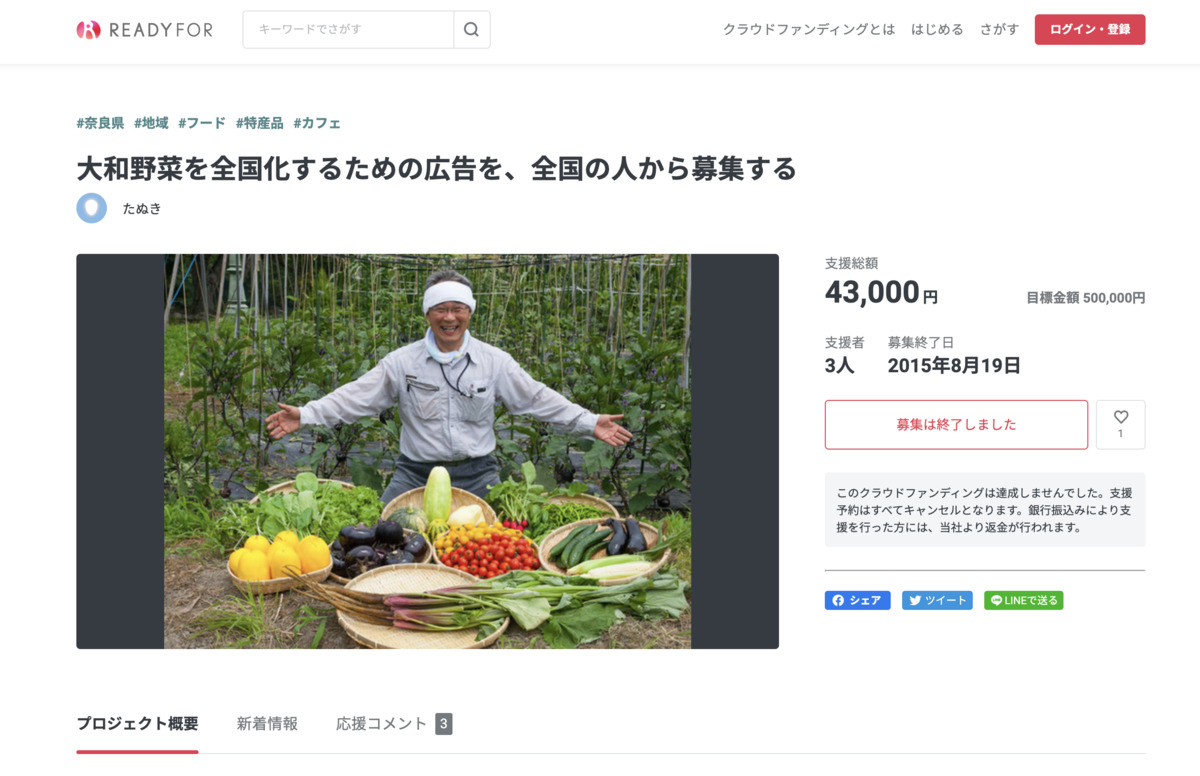 READYFOR
キーワードでさがす
クラウドファンディングとは はじめる さがす ログイン・登録
#奈良県 #地域 #フード #特産品 #カフェ
大和野菜を全国化するための広告を、全国の人から募集する
たぬき
支援総額
43,000円 目標金額 500,000円
支援者 募集終了日
3人 2015年8月19日
募集は終了しました
1
このクラウドファンディングは達成しませんでした。支援
予約はすべてキャンセルとなります。銀行振込みにより支
援を行った方には、当社より返金が行われます。
シェア ツイート LINEで送る
プロジェクト概要 新着情報 応援コメント 3